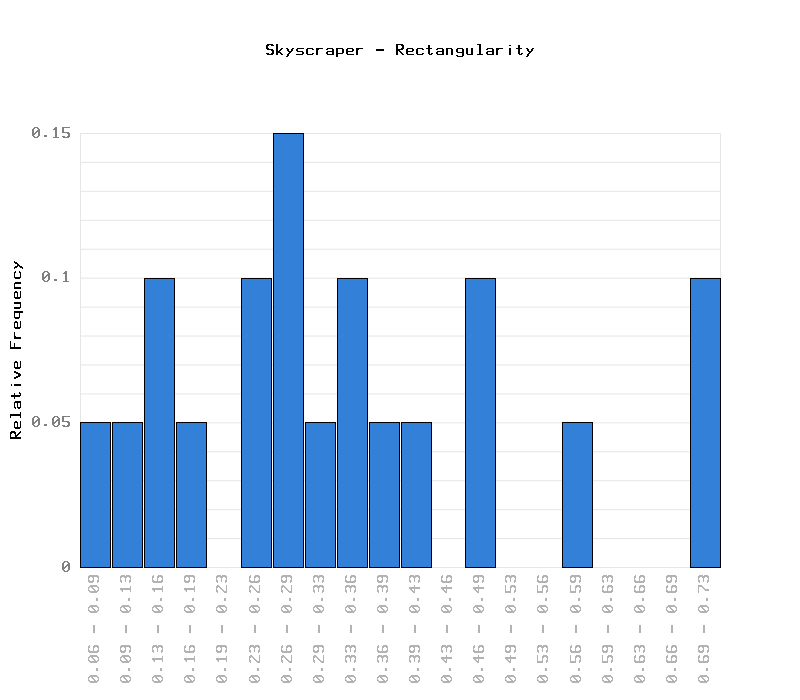 Skyscraper - Rectangularity
Relative Frequency
0.15
0.1
0.05
0
0.06 - 0.09
0.09 - 0.13
0.13 - 0.16
0.16 - 0.19
0.19 - 0.23
0.23 - 0.26
0.26 - 0.29
0.29 - 0.33
0.33 - 0.36
0.36 - 0.39
0.39 - 0.43
0.43 - 0.46
0.46 - 0.49
0.49 - 0.53
0.53 - 0.56
0.56 - 0.59
0.59 - 0.63
0.63 - 0.66
0.66 - 0.69
0.69 - 0.73